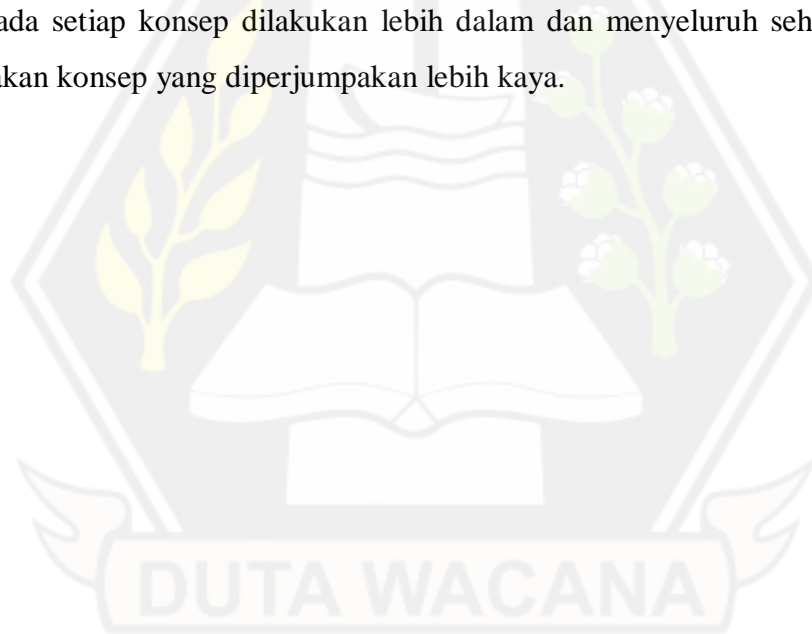 ada setiap konsep dilakukan lebih dalam dan menyeluruh seh
akan konsep yang diperjumpakan lebih kaya.
DUTA WACANA